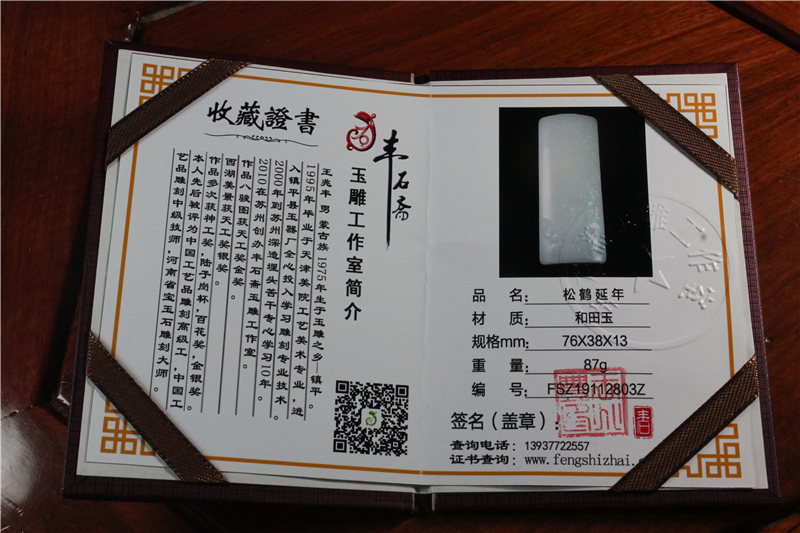 收藏證書
丰石斋
玉雕工作室简介
王兆丰 男 蒙古族 1975年生于玉雕之乡—镇平。
1995年毕业于天津美院工艺美术专业，进
入镇平县玉器厂全心投入学习雕刻专业技术。
2000年到苏州深造埋头苦干专心学习10年。
2010在苏州创办丰石斋玉雕工作室。
作品八骏图获天工奖金奖。
西湖美景获天工奖银奖。
作品多次获神工奖，陆子岗杯，百花奖，金银奖。
本人先后被评为中国工艺品雕刻高级工，中国工
艺品雕刻中级技师，河南省宝玉石雕刻大师。
品 名： 松鹤延年
材 质： 和田玉
规格mm： 76X38X13
重 量： 87g
编 号： FSZ19112803Z
签名（盖章）：
查询电话：13937722557
证书查询：www.fengshizhai.c